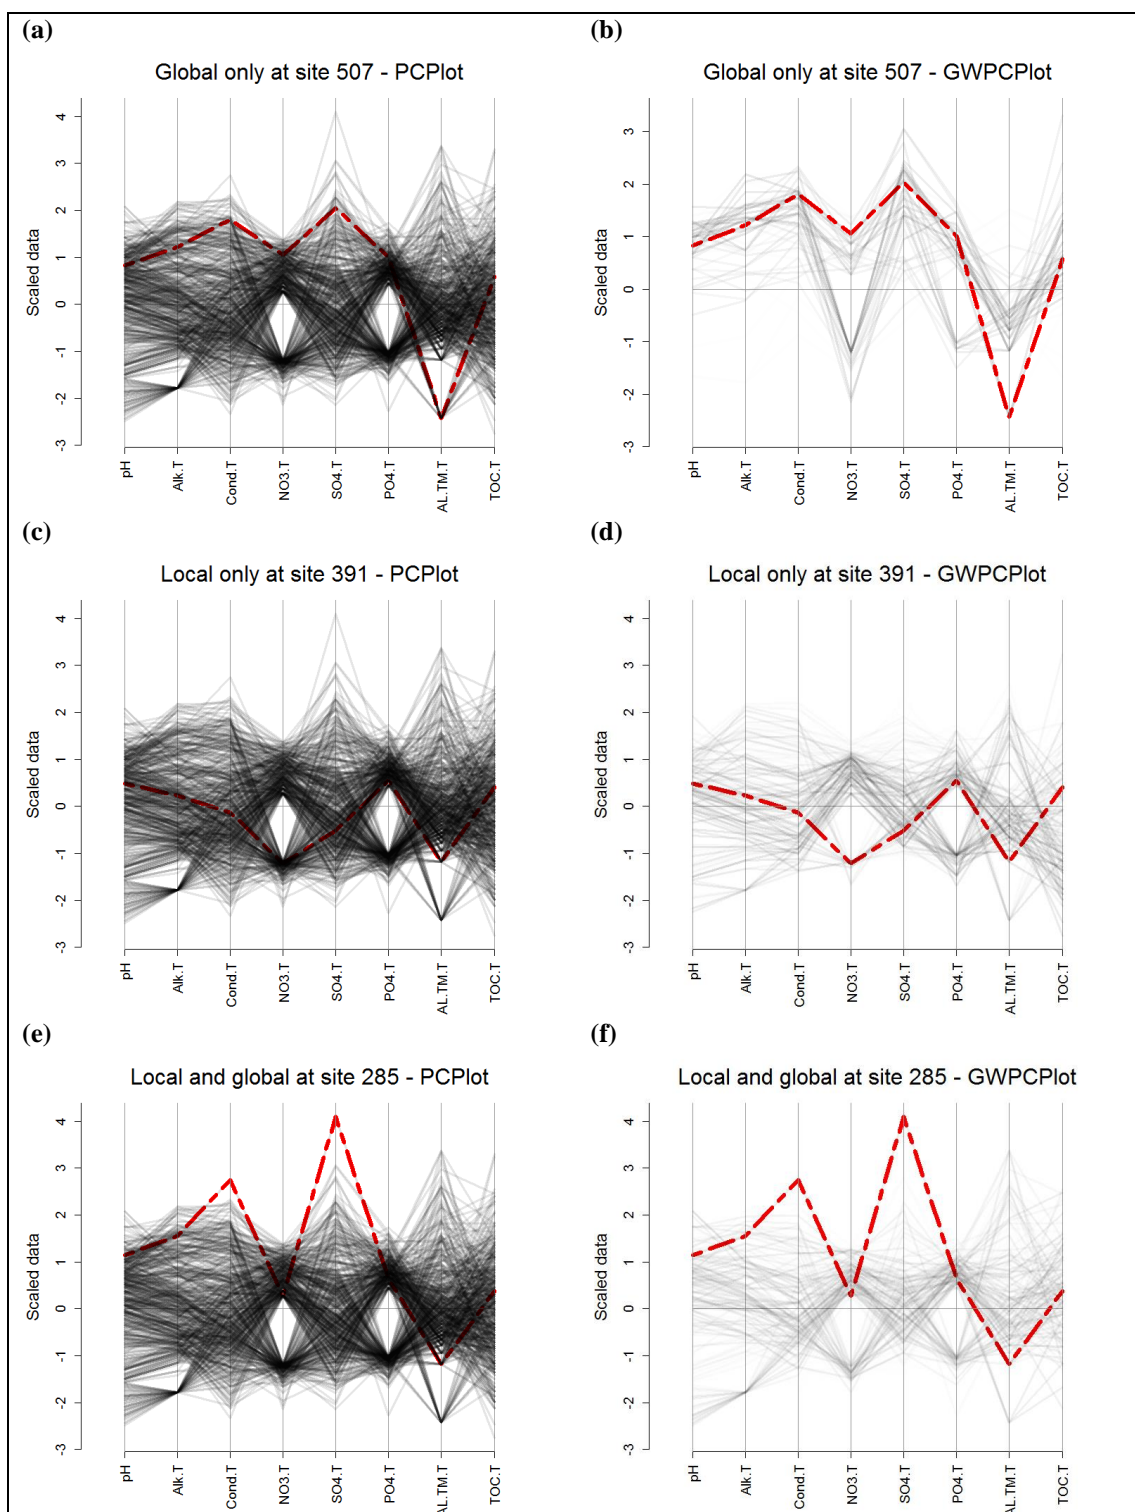 (a)
Global only at site 507 - PCPlot
Scaled data
4
3
2
1
0
-1
-2
-3
pH
Alk.T
Cond.T
NO3.T
SO4.T
PO4.T
AL.TM.T
TOC.T
(b)
Global only at site 507 - GWPCPlot
Scaled data
3
2
1
0
-1
-2
-3
pH
Alk.T
Cond.T
NO3.T
SO4.T
PO4.T
AL.TM.T
TOC.T
(c)
Local only at site 391 - PCPlot
Scaled data
4
3
2
1
0
-1
-2
-3
pH
Alk.T
Cond.T
NO3.T
SO4.T
PO4.T
AL.TM.T
TOC.T
(d)
Local only at site 391 - GWPCPlot
Scaled data
4
3
2
1
0
-1
-2
-3
pH
Alk.T
Cond.T
NO3.T
SO4.T
PO4.T
AL.TM.T
TOC.T
(e)
Local and global at site 285 - PCPlot
Scaled data
4
3
2
1
0
-1
-2
-3
pH
Alk.T
Cond.T
NO3.T
SO4.T
PO4.T
AL.TM.T
TOC.T
(f)
Local and global at site 285 - GWPCPlot
Scaled data
4
3
2
1
0
-1
-2
-3
pH
Alk.T
Cond.T
NO3.T
SO4.T
PO4.T
AL.TM.T
TOC.T